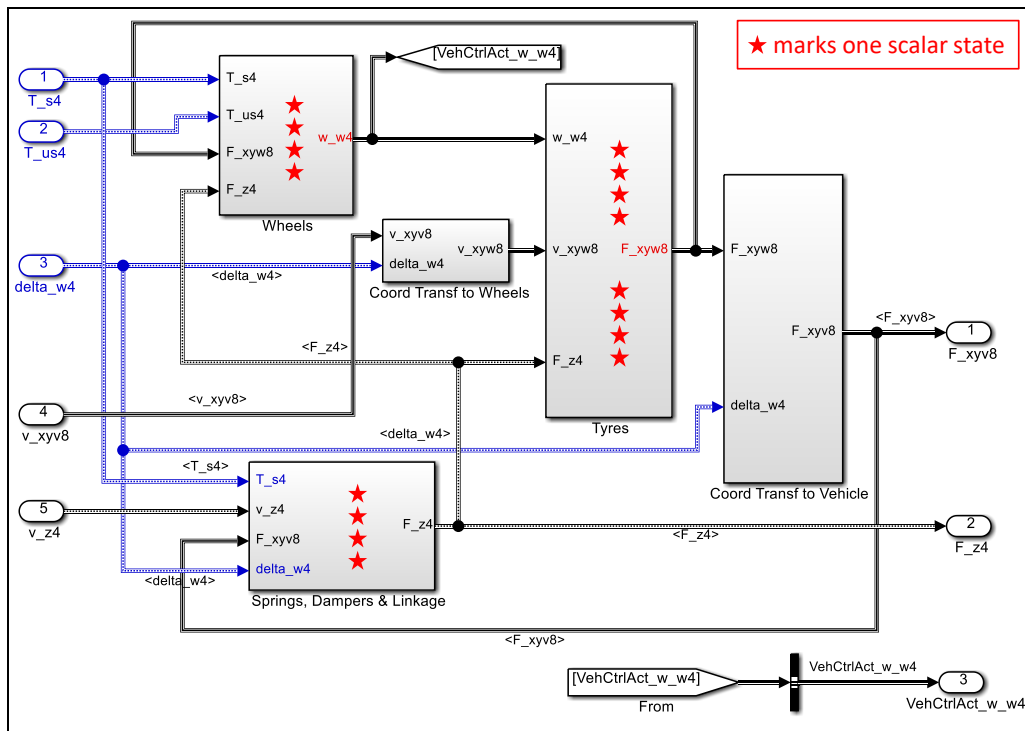 ★ marks one scalar state
[VehCtrlAct_w_w4]
1
T_s4
2
T_us4
T_s4
T_us4
F_xyw8
F_z4
w_w4
Wheels
w_w4
v_xyw8
F_z4
F_xyw8
Tyres
v_xyv8
delta_w4
v_xyw8
Coord Transf to Wheels
3
delta_w4
<delta_w4>
F_xyw8
delta_w4
F_xyv8
Coord Transf to Vehicle
<F_xyv8>
1
F_xyv8
<F_z4>
<v_xyv8>
4
v_xyv8
<delta_w4>
<T_s4>
5
v_z4
T_s4
v_z4
F_xyv8
delta_w4
F_z4
Springs, Dampers & Linkage
<delta_w4>
<F_z4>
2
F_z4
<F_xyv8>
[VehCtrlAct_w_w4]
From
VehCtrlAct_w_w4
3
VehCtrlAct_w_w4